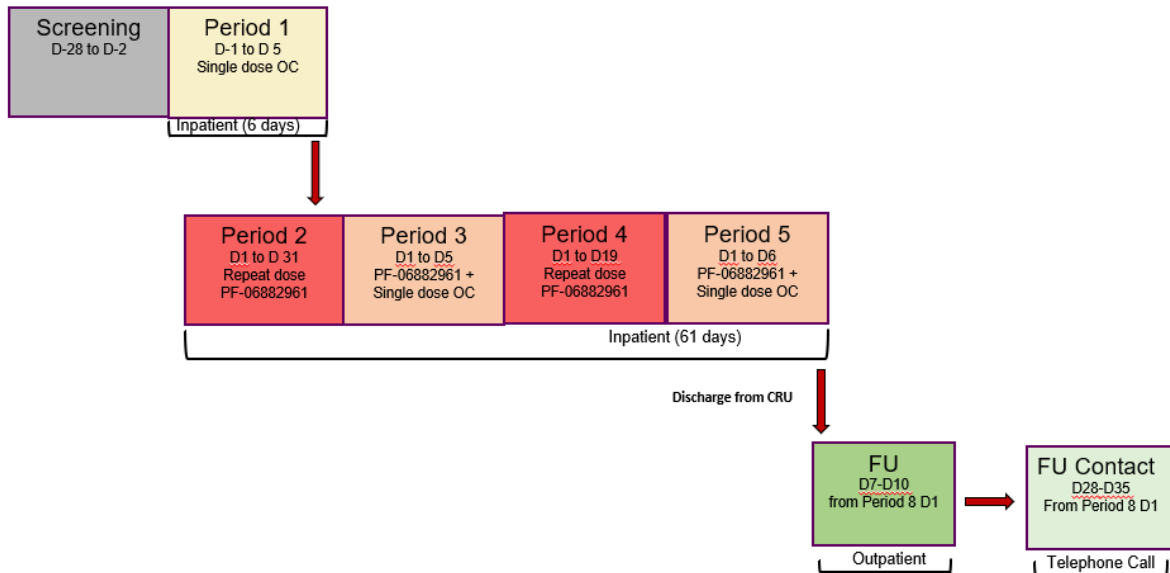 Screening
D-28 to D-2
Period 1
D-1 to D 5
Single dose OC
Inpatient (6 days)
Period 2
D1 to D 31
Repeat dose
PF-06882961
Period 3
D1 to D5
PF-06882961 +
Single dose OC
Period 4
D1 to D19
Repeat dose
PF-06882961
Period 5
D1 to D6
PF-06882961 +
Single dose OC
Inpatient (61 days)
Discharge from CRU
FU
D7-D10
from Period 8 D1
Outpatient
FU Contact
D28-D35
From Period 8 D1
Telephone Call